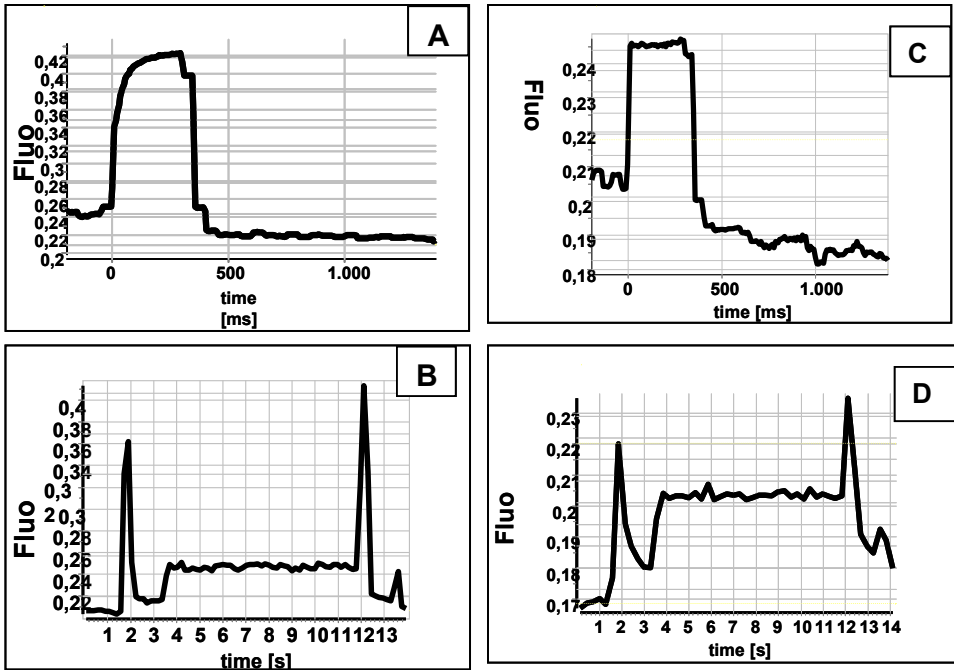 A
0,42
0,4
0,38
0,36
0,34
0,32
0,3
0,28
0,26
0,24
0,22
0,2
Fluo
0 500 1.000
time
[ms]
C
0,24
0,23
0,22
0,21
0,2
0,19
0,18
Fluo
0 500 1.000
time [ms]
B
0,4
0,38
0,36
0,34
0,3
2 0,3
0,28
0,26
0,24
0,22
Fluo
1 2 3 4 5 6 7 8 9 10 11 12 13
time [s]
D
0,23
0,22
0,21
0,2
0,19
0,18
0,17
Fluo
1 2 3 4 5 6 7 8 9 10 11 12 13 14
time [s]